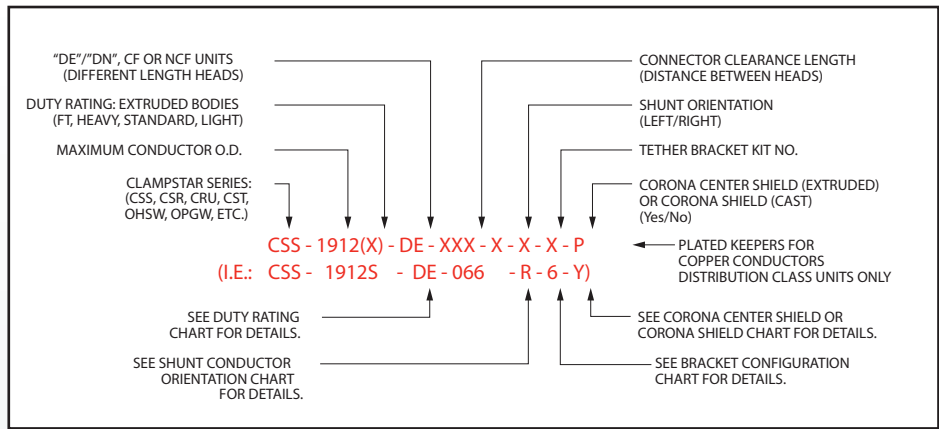 "DE"/"DN", CF OR NCF UNITS
(DIFFERENT LENGTH HEADS)
DUTY RATING: EXTRUDED BODIES
(FT, HEAVY, STANDARD, LIGHT)
MAXIMUM CONDUCTOR O.D.
CLAMPSTAR SERIES:
(CSS, CSR, CRU, CST,
OHSW, OPGW, ETC.)
CONNECTOR CLEARANCE LENGTH
(DISTANCE BETWEEN HEADS)
SHUNT ORIENTATION
(LEFT/RIGHT)
TETHER BRACKET KIT NO.
CORONA CENTER SHIELD (EXTRUDED)
OR CORONA SHIELD (CAST)
(Yes/No)
CSS - 1912(X) - DE - XXX - X - X - X - P
(I.E.: CSS - 1912S - DE - 066 - R - 6 - Y)
PLATED KEEPERS FOR
COPPER CONDUCTORS
DISTRIBUTION CLASS UNITS ONLY
SEE DUTY RATING
CHART FOR DETAILS.
SEE SHUNT CONDUCTOR
ORIENTATION CHART
FOR DETAILS.
SEE CORONA CENTER SHIELD OR
CORONA SHIELD CHART FOR DETAILS.
SEE BRACKET CONFIGURATION
CHART FOR DETAILS.